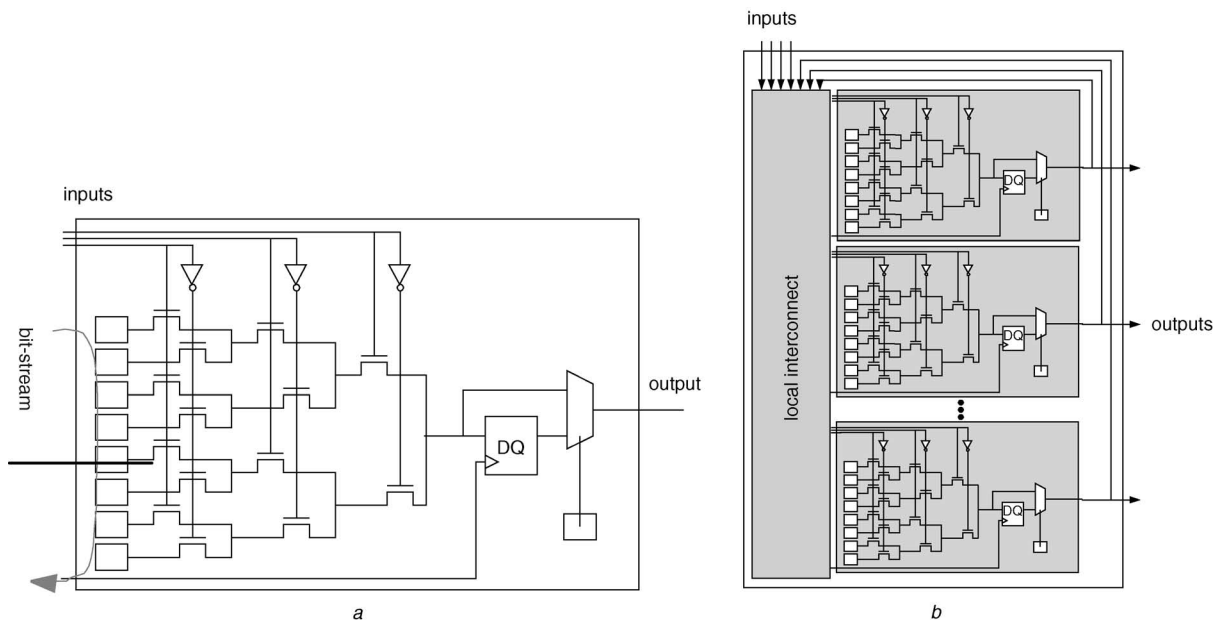 inputs
bit-stream
DQ
output
a
inputs
local interconnect
DQ
DQ
DQ
outputs
b